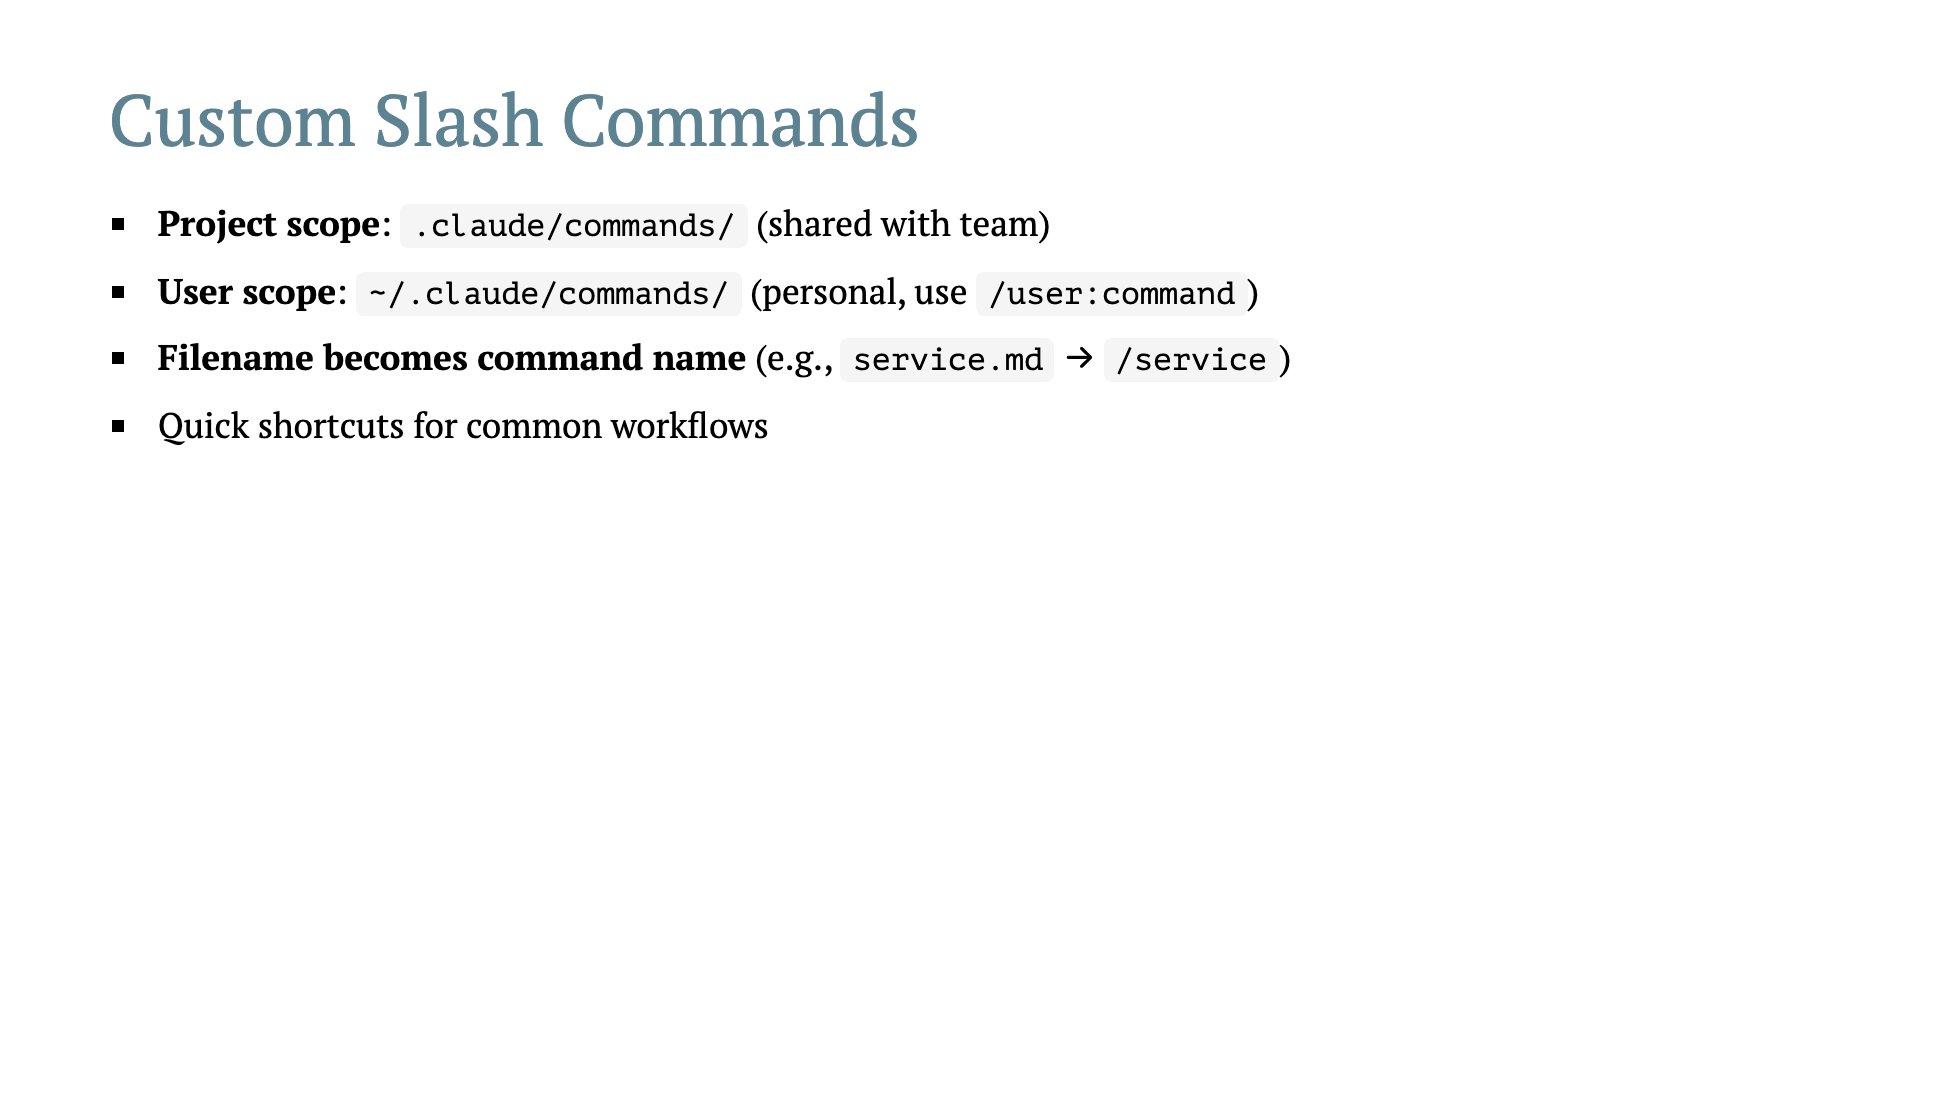 Custom Slash Commands
▪ Project scope: .claude/commands/ (shared with team)
▪ User scope: ~/.claude/commands/ (personal, use /user:command)
▪ Filename becomes command name (e.g., service.md → /service)
▪ Quick shortcuts for common workflows